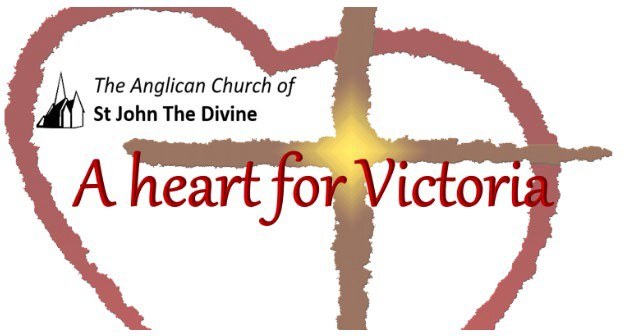 The Anglican Church of
St John The Divine
A heart for Victoria